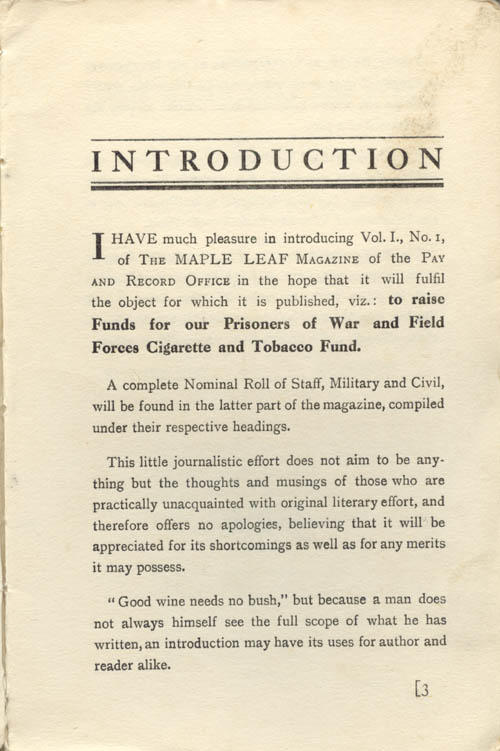 INTRODUCTION
I HAVE much pleasure in introducing Vol. I., No. 1,
of THE MAPLE LEAF MAGAZINE of the PAY
AND RECORD OFFICE in the hope that it will fulfil
the object for which it is published, viz.: to raise
Funds for our Prisoners of War and Field
Forces Cigarette and Tobacco Fund.
A complete Nominal Roll of Staff, Military and Civil,
will be found in the latter part of the magazine, compiled
under their respective headings.
This little journalistic effort does not aim to be any-
thing but the thoughts and musings of those who are
practically unacquainted with original literary effort, and
therefore offers no apologies, believing that it will be
appreciated for its shortcomings as well as for any merits
it may possess.
" Good wine needs no bush," but because a man does
not always himself see the full scope of what he has
written, an introduction may have its uses for author and
reader alike.
[3